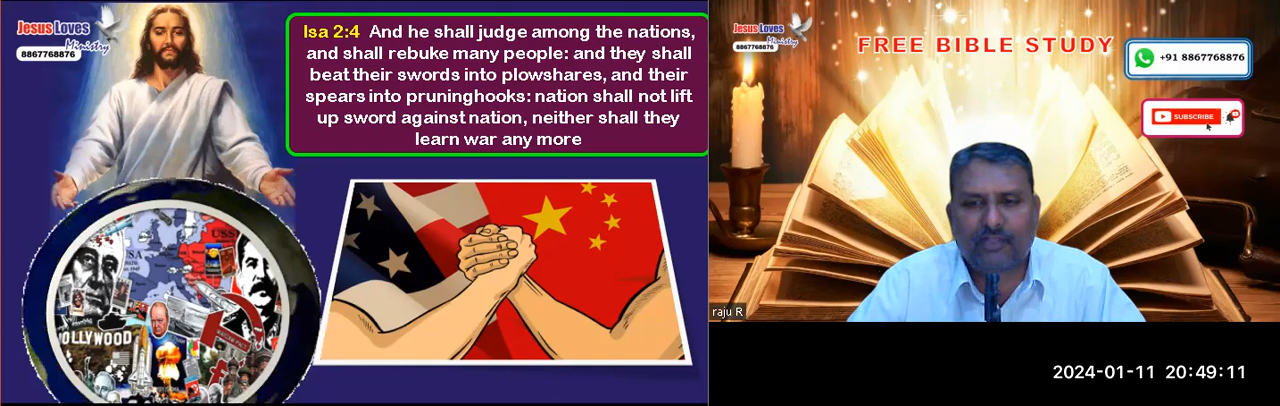 Jesus Loves
Ministry
8867768876
Isa 2:4 And he shall judge among the nations,
and shall rebuke many people: and they shall
beat their swords into plowshares, and their
spears into pruninghooks: nation shall not lift
up sword against nation, neither shall they
learn war any more
USA
USS
HOLLYWOOD
Jesus Loves
Ministry
8867768876
FREE BIBLE STUDY
+91 8867768876
SUBSCRIBE
raju R
2024-01-11 20:49:11